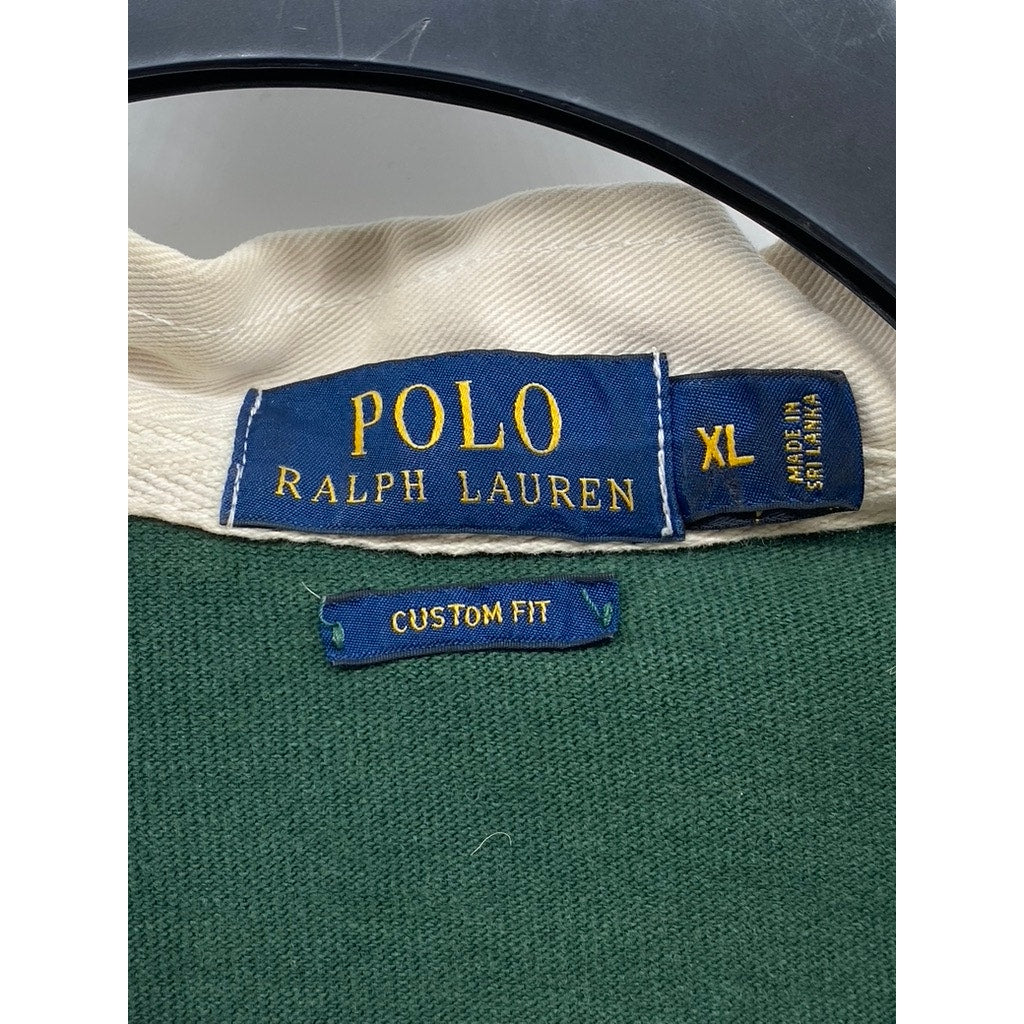 POLO
RALPH LAUREN
XL
MADE IN
SRI LANKA
CUSTOM FIT